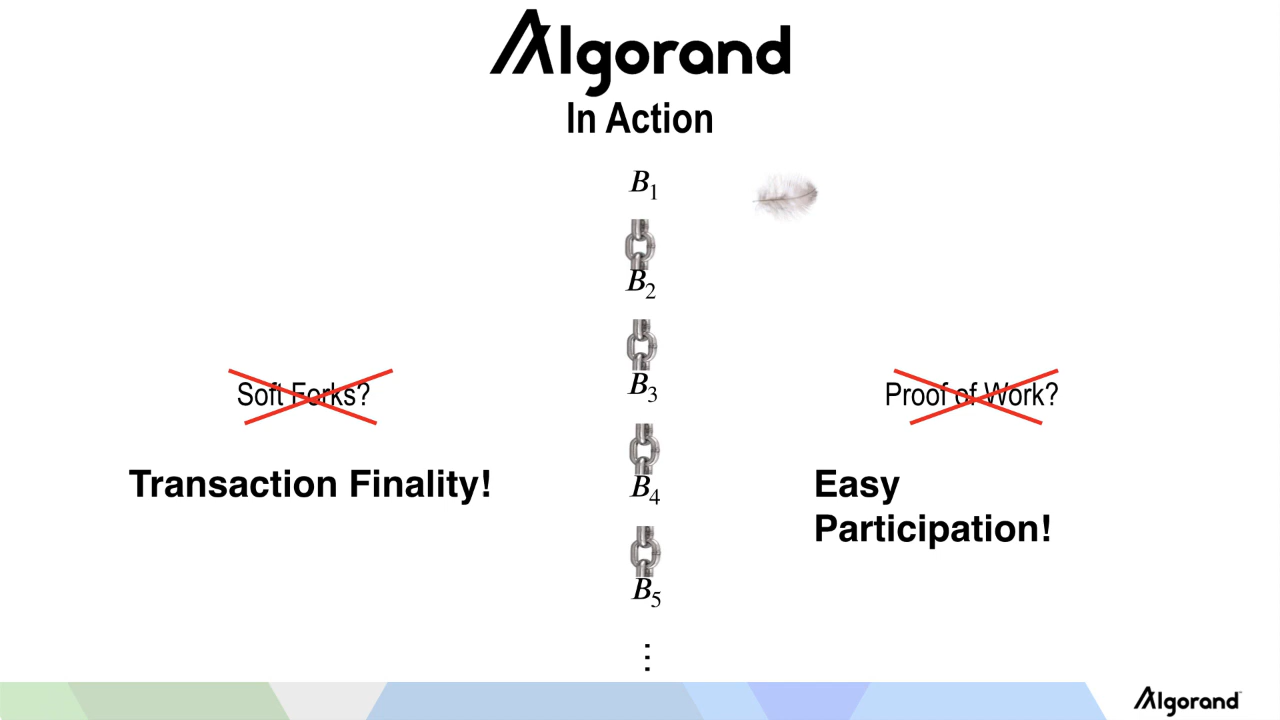 Algorand
In Action
B1
B2
B3
Soft Forks?
Proof of Work?
Transaction Finality!
B4
Easy
Participation!
B5
⋮
Algorand